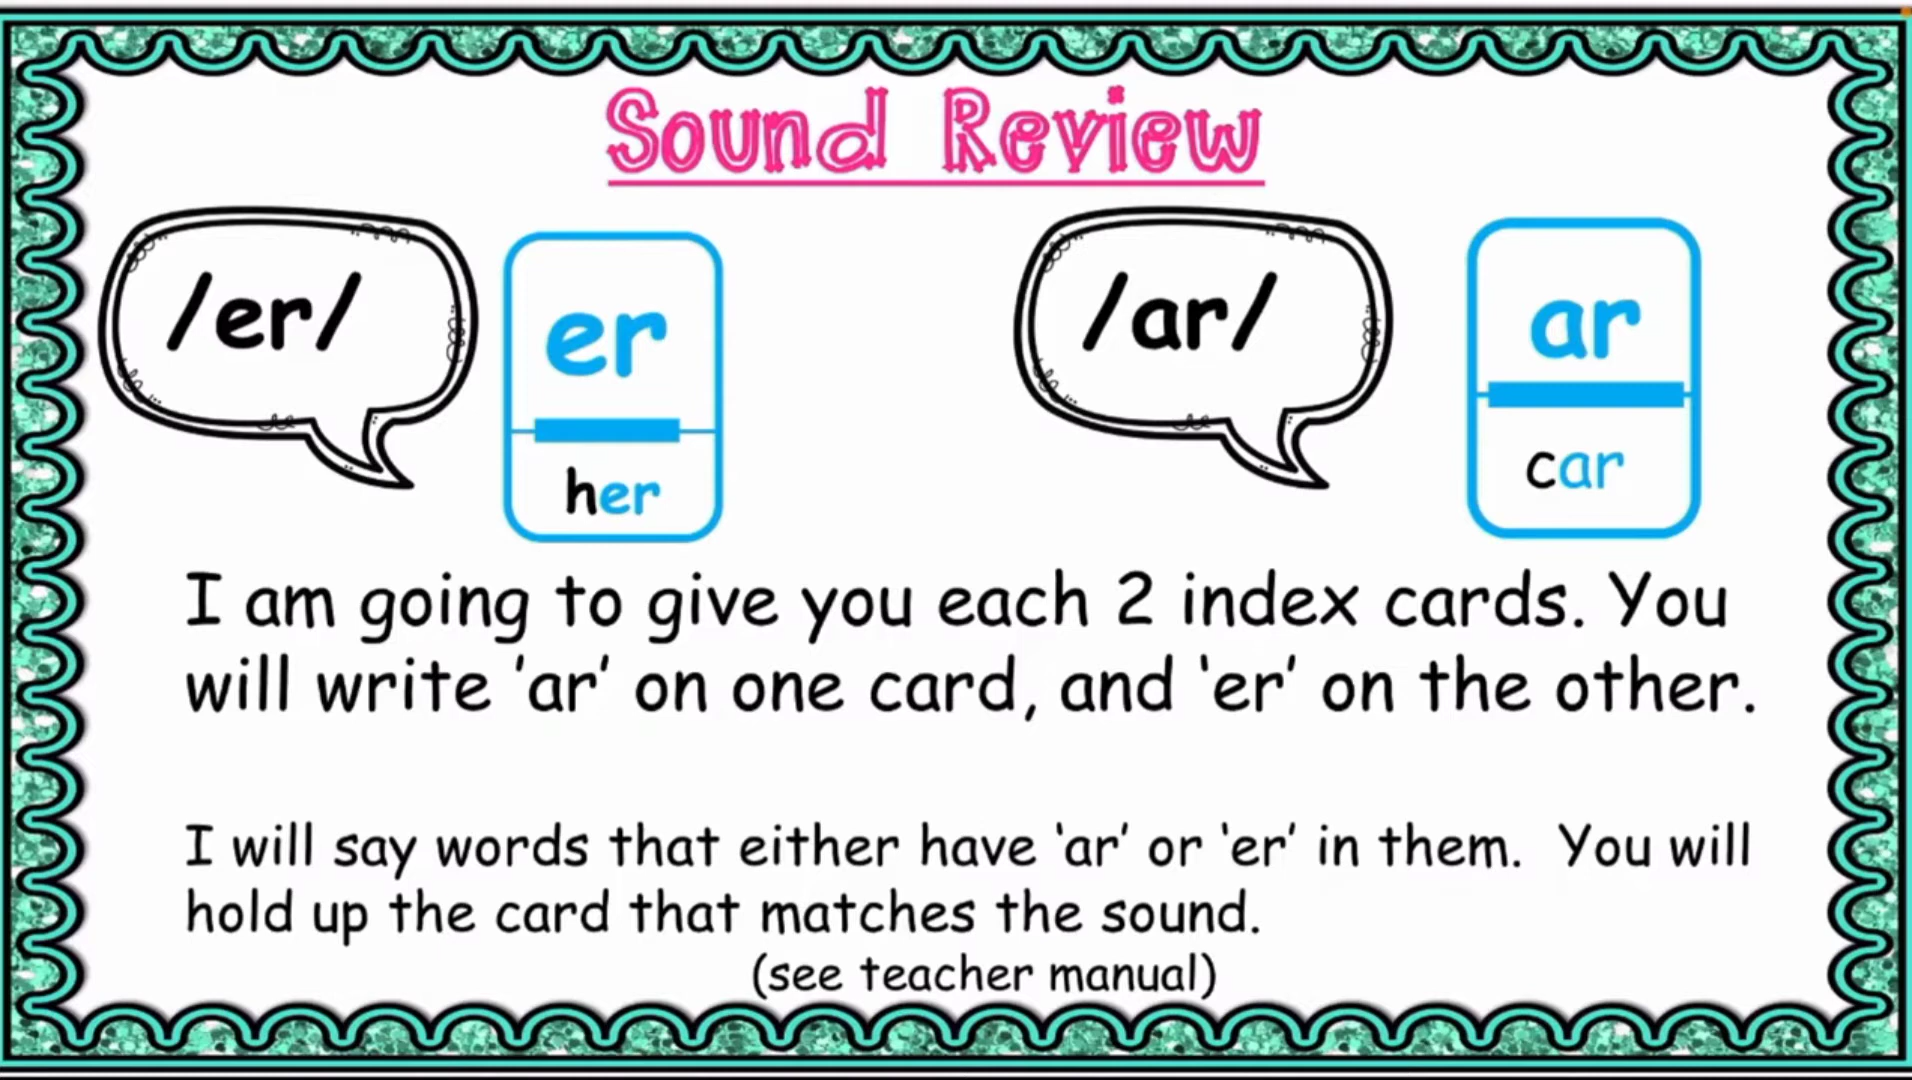 Sound Review
/er/
er
her
/ar/
ar
car
I am going to give you each 2 index cards. You
will write ’ar’ on one card, and ‘er’ on the other.
I will say words that either have ‘ar’ or ‘er’ in them. You will
hold up the card that matches the sound.
(see teacher manual)